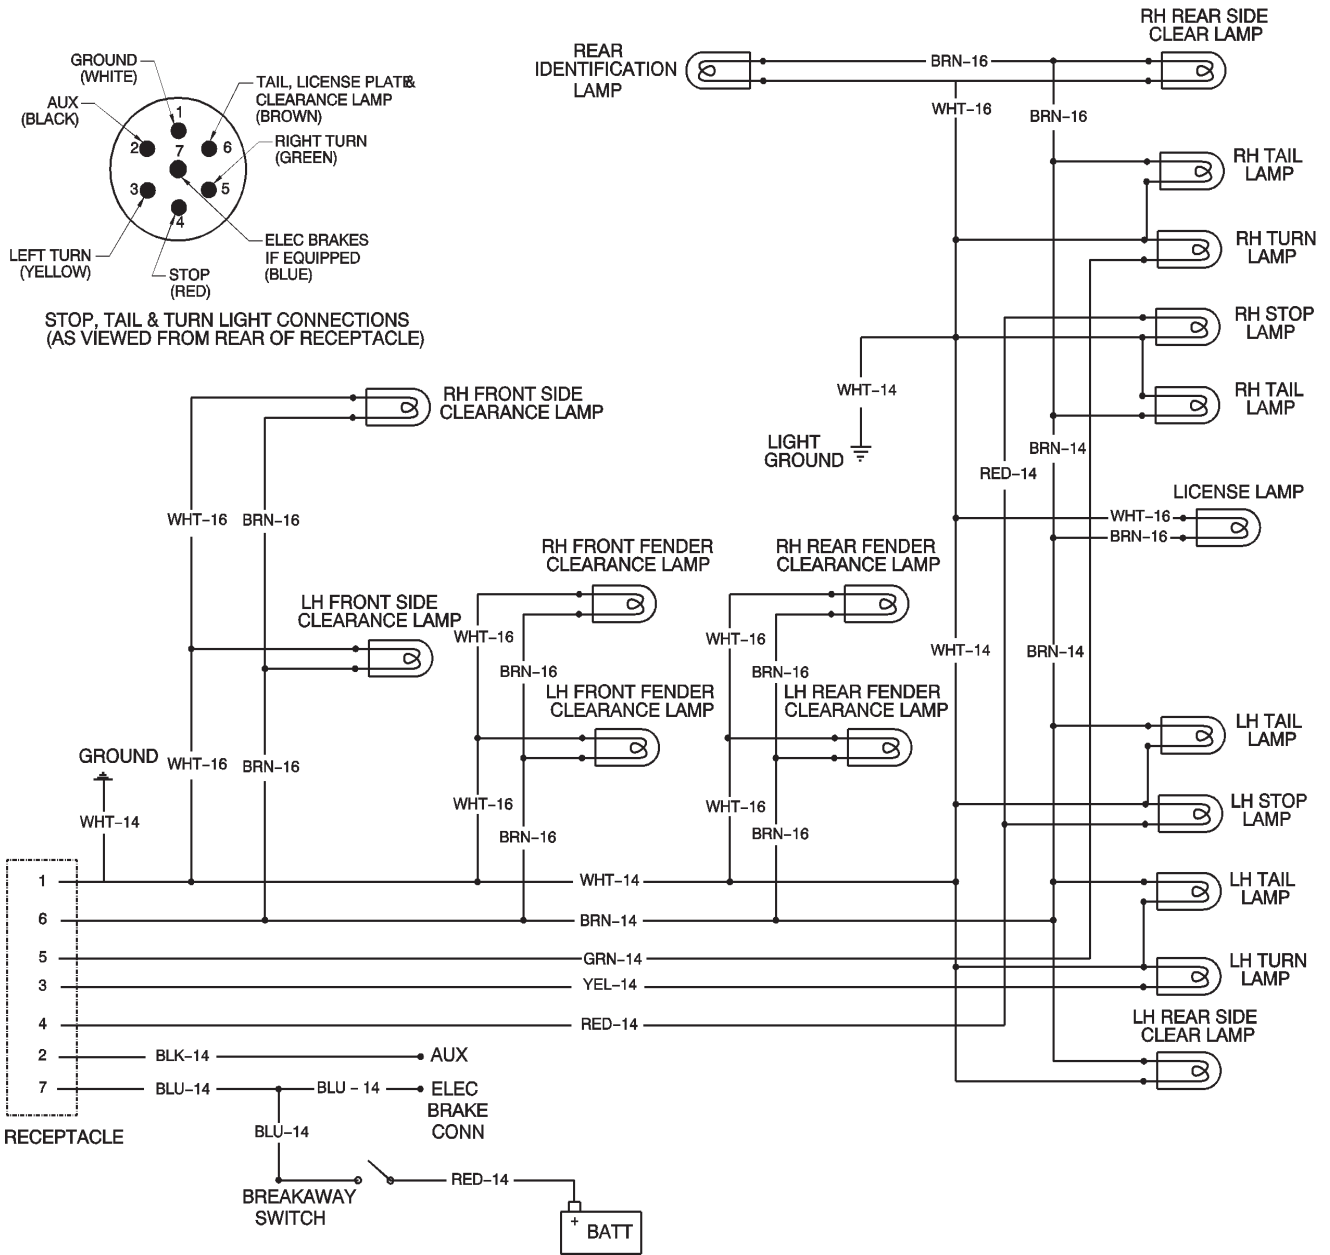 GROUND
(WHITE)
AUX
(BLACK)
TAIL, LICENSE PLATE &
CLEARANCE LAMP
(BROWN)
RIGHT TURN
(GREEN)
1
2
7
6
3
5
4
LEFT TURN
(YELLOW)
STOP
(RED)
ELEC BRAKES
IF EQUIPPED
(BLUE)
STOP, TAIL & TURN LIGHT CONNECTIONS
(AS VIEWED FROM REAR OF RECEPTACLE)
REAR
IDENTIFICATION
LAMP
BRN-16
RH REAR SIDE
CLEAR LAMP
WHT-16
BRN-16
RH TAIL
LAMP
RH TURN
LAMP
RH STOP
LAMP
WHT-14
RH TAIL
LAMP
LIGHT
GROUND
BRN-14
RED-14
LICENSE LAMP
WHT-16
BRN-16
RH FRONT SIDE
CLEARANCE LAMP
WHT-16
BRN-16
LH FRONT SIDE
CLEARANCE LAMP
RH FRONT FENDER
CLEARANCE LAMP
RH REAR FENDER
CLEARANCE LAMP
WHT-16
BRN-16
WHT-16
BRN-16
WHT-14
BRN-14
LH FRONT FENDER
CLEARANCE LAMP
LH REAR FENDER
CLEARANCE LAMP
LH TAIL
LAMP
GROUND
WHT-14
WHT-16
BRN-16
WHT-16
BRN-16
WHT-16
BRN-16
LH STOP
LAMP
1
WHT-14
LH TAIL
LAMP
6
BRN-14
5
GRN-14
LH TURN
LAMP
3
YEL-14
4
RED-14
LH REAR SIDE
CLEAR LAMP
2
BLK-14
AUX
7
BLU-14
BLU - 14
ELEC
BRAKE
CONN
RECEPTACLE
BLU-14
BREAKAWAY
SWITCH
RED-14
+
BATT